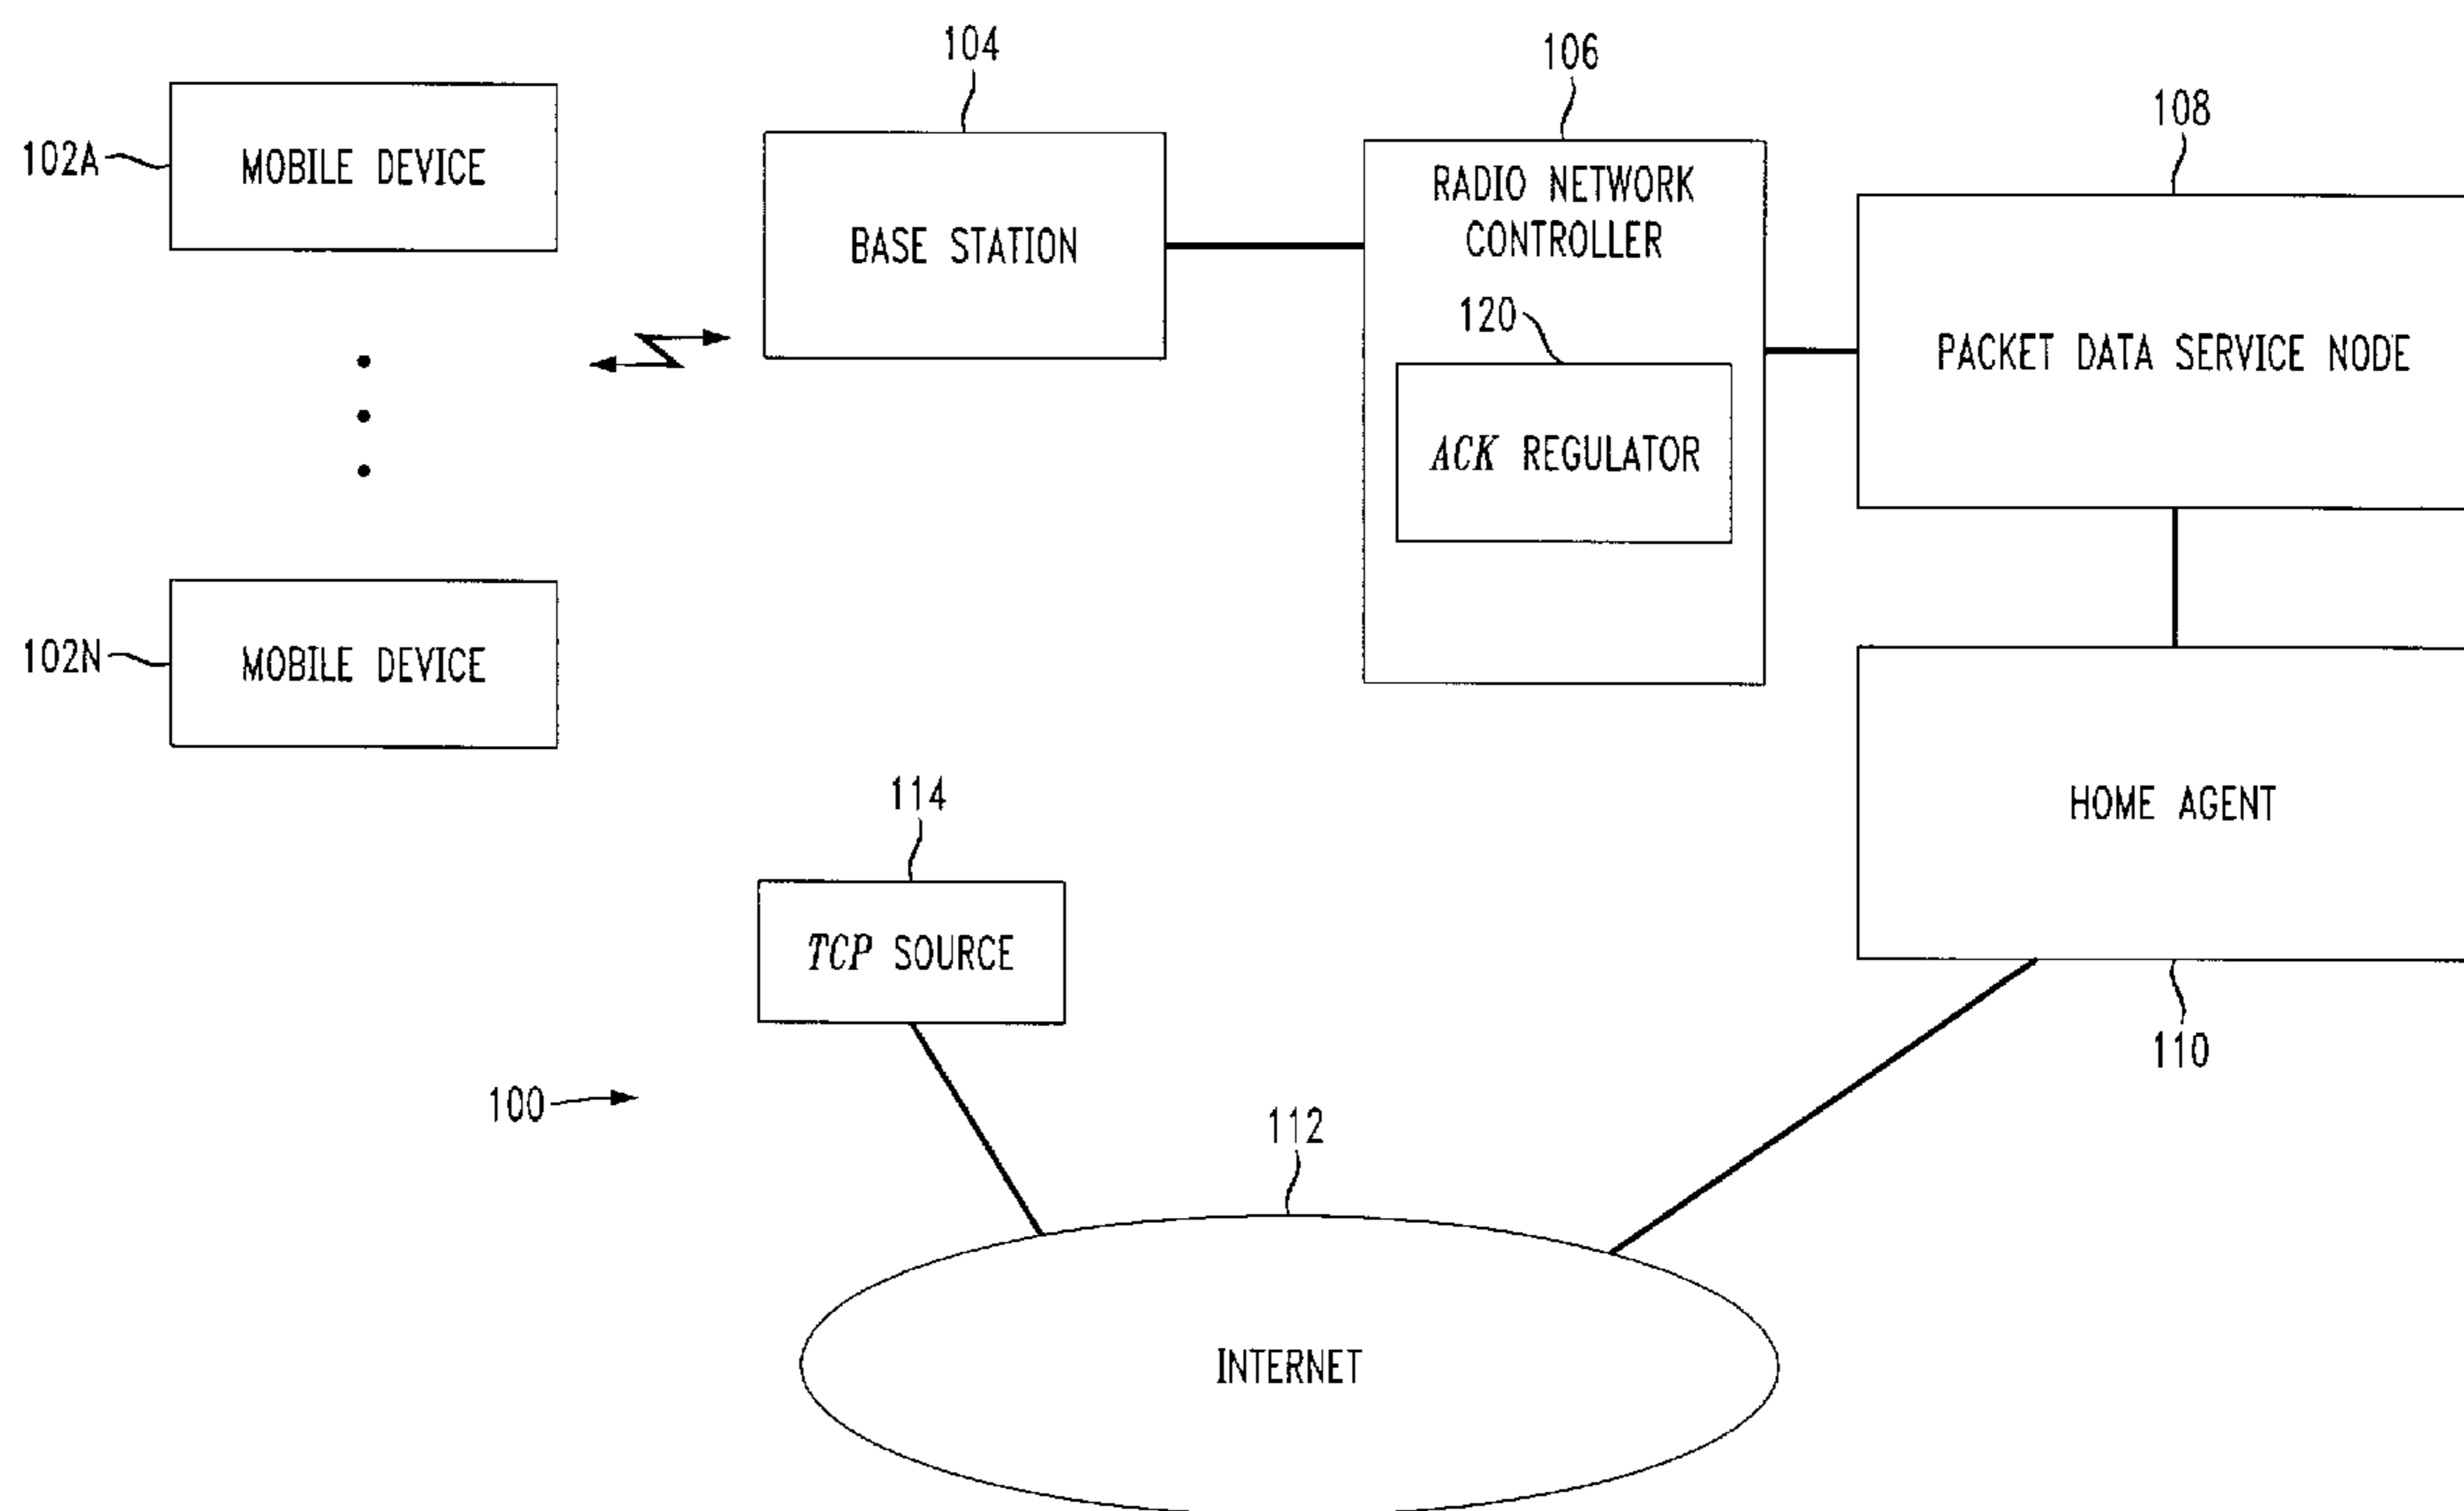 104
106
108
102A
MOBILE DEVICE
BASE STATION
RADIO NETWORK
CONTROLLER
120
ACK REGULATOR
PACKET DATA SERVICE NODE
102N
MOBILE DEVICE
114
TCP SOURCE
HOME AGENT
110
100
112
INTERNET